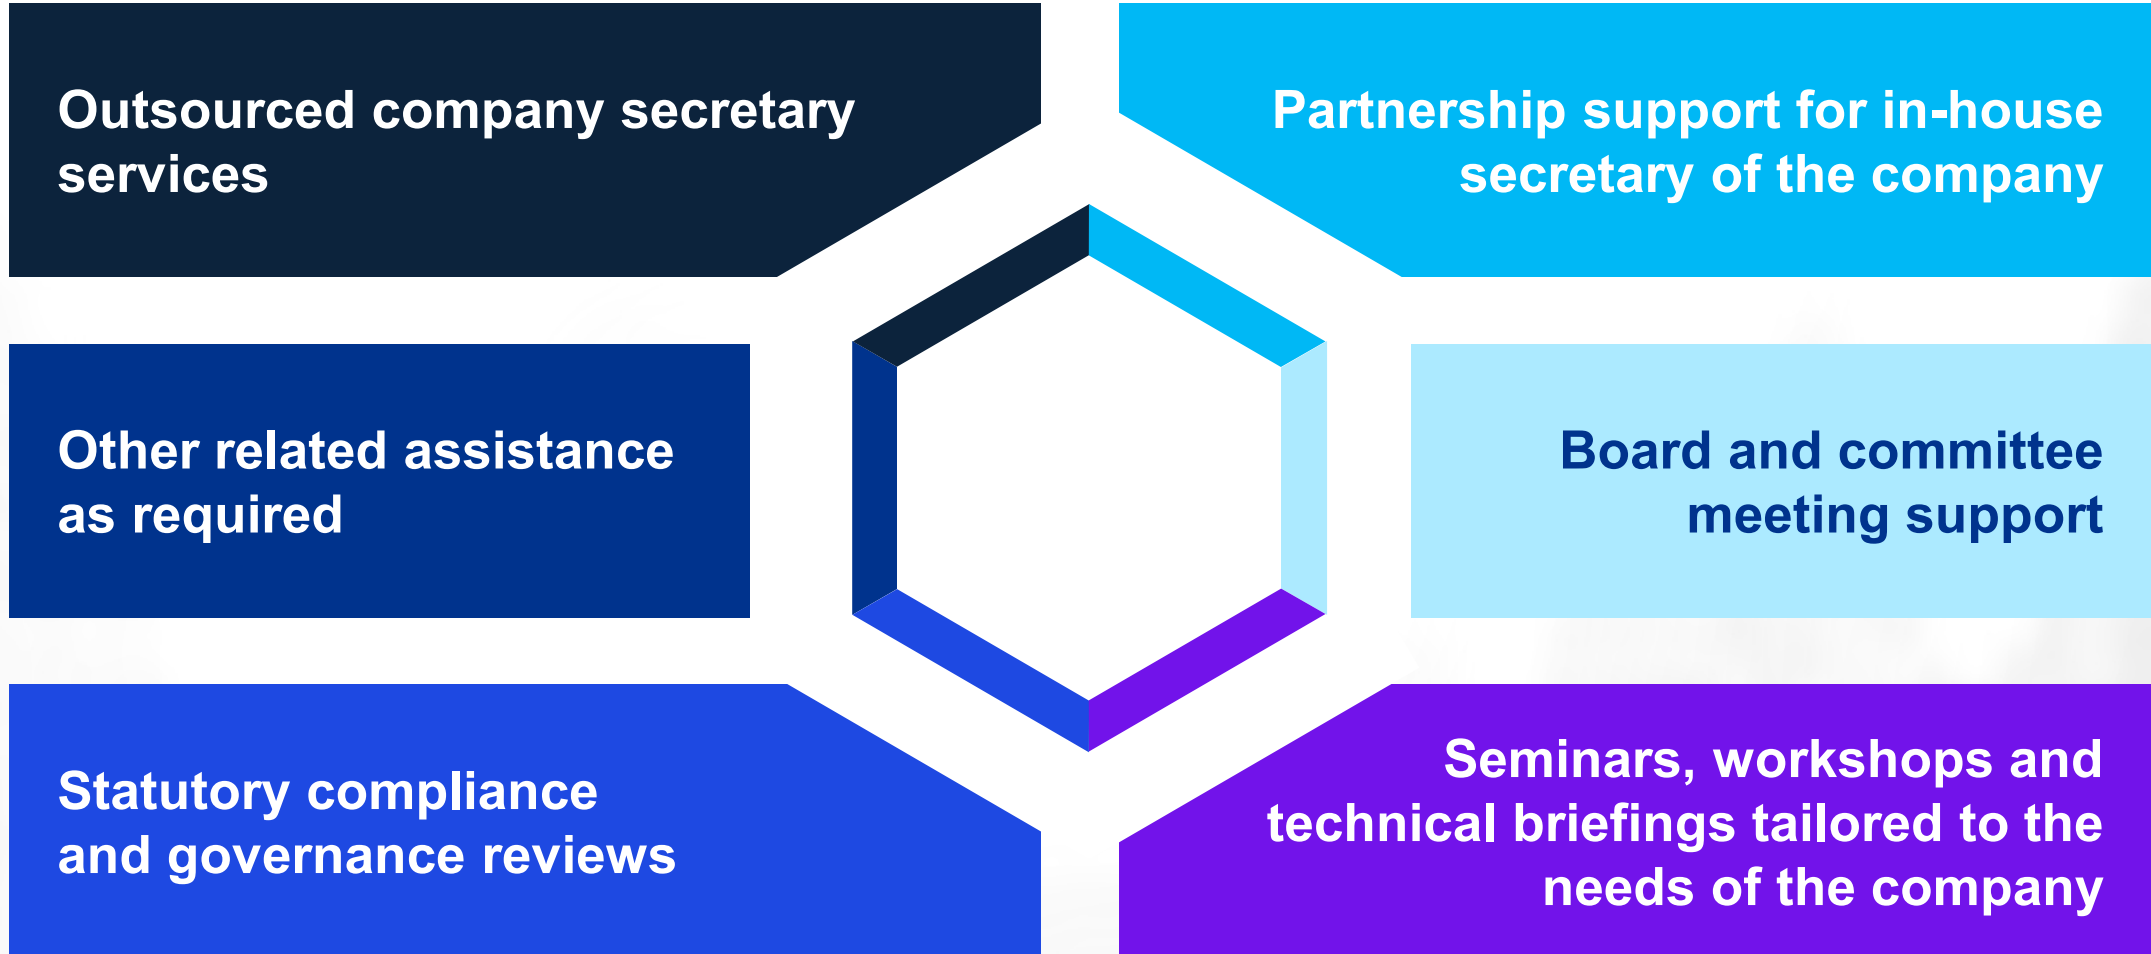 Outsourced company secretary
services
Partnership support for in-house
secretary of the company
Other related assistance
as required
Board and committee
meeting support
Statutory compliance
and governance reviews
Seminars, workshops and
technical briefings tailored to the
needs of the company